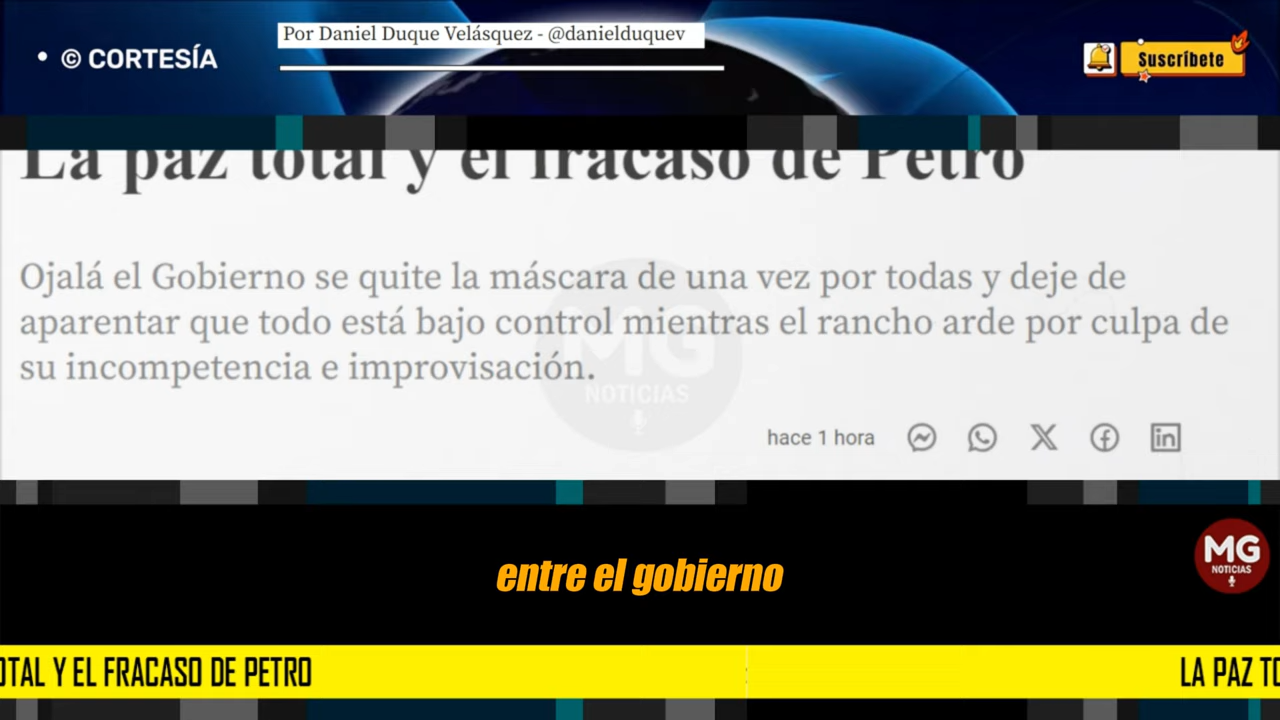 Por Daniel Duque Velásquez - @danielduquev
• © CORTESÍA
Suscríbete
La paz total y el fracaso de Petro
Ojalá el Gobierno se quite la máscara de una vez por todas y deje de
aparentar que todo está bajo control mientras el rancho arde por culpa de
su incompetencia e improvisación.
MG
NOTICIAS
hace 1 hora
entre el gobierno
MG
NOTICIAS
OTAL Y EL FRACASO DE PETRO
LA PAZ TO